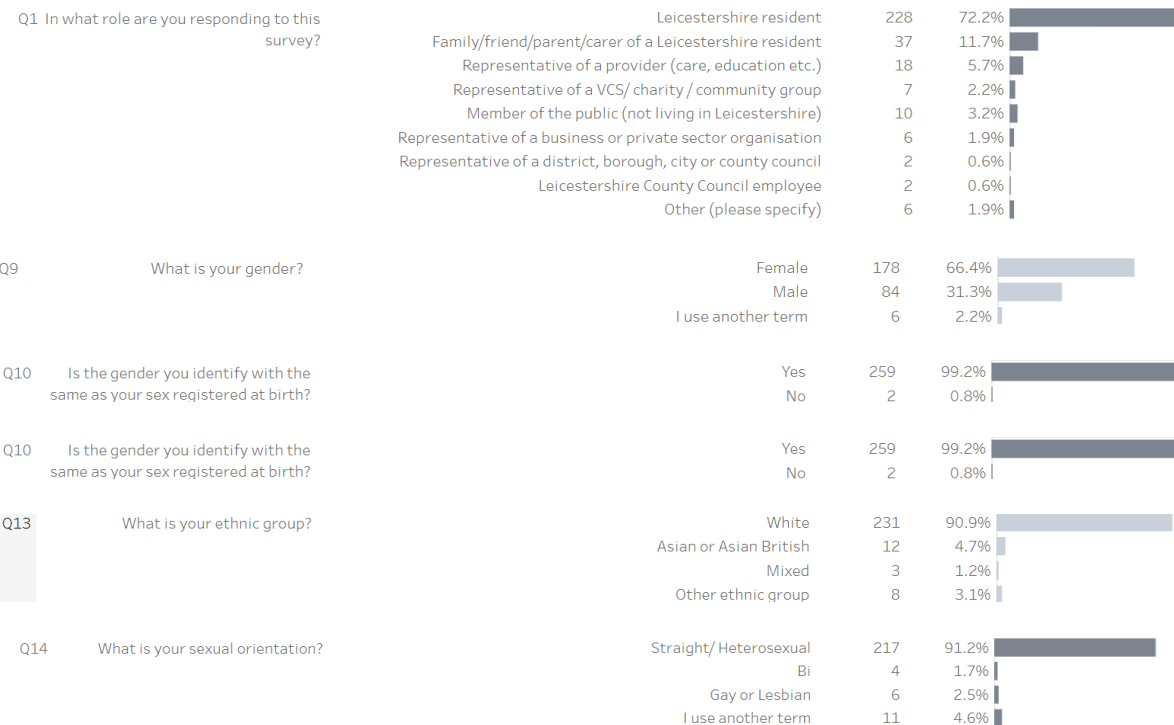 Q1 In what role are you responding to this survey?
Leicestershire resident 228 72.2%
Family/friend/parent/carer of a Leicestershire resident 37 11.7%
Representative of a provider (care, education etc.) 18 5.7%
Representative of a VCS/ charity / community group 7 2.2%
Member of the public (not living in Leicestershire) 10 3.2%
Representative of a business or private sector organisation 6 1.9%
Representative of a district, borough, city or county council 2 0.6%
Leicestershire County Council employee 2 0.6%
Other (please specify) 6 1.9%
Q9 What is your gender?
Female 178 66.4%
Male 84 31.3%
I use another term 6 2.2%
Q10 Is the gender you identify with the
same as your sex registered at birth?
Yes 259 99.2%
No 2 0.8%
Q10 Is the gender you identify with the
same as your sex registered at birth?
Yes 259 99.2%
No 2 0.8%
Q13 What is your ethnic group?
White 231 90.9%
Asian or Asian British 12 4.7%
Mixed 3 1.2%
Other ethnic group 8 3.1%
Q14 What is your sexual orientation?
Straight/ Heterosexual 217 91.2%
Bi 4 1.7%
Gay or Lesbian 6 2.5%
I use another term 11 4.6%